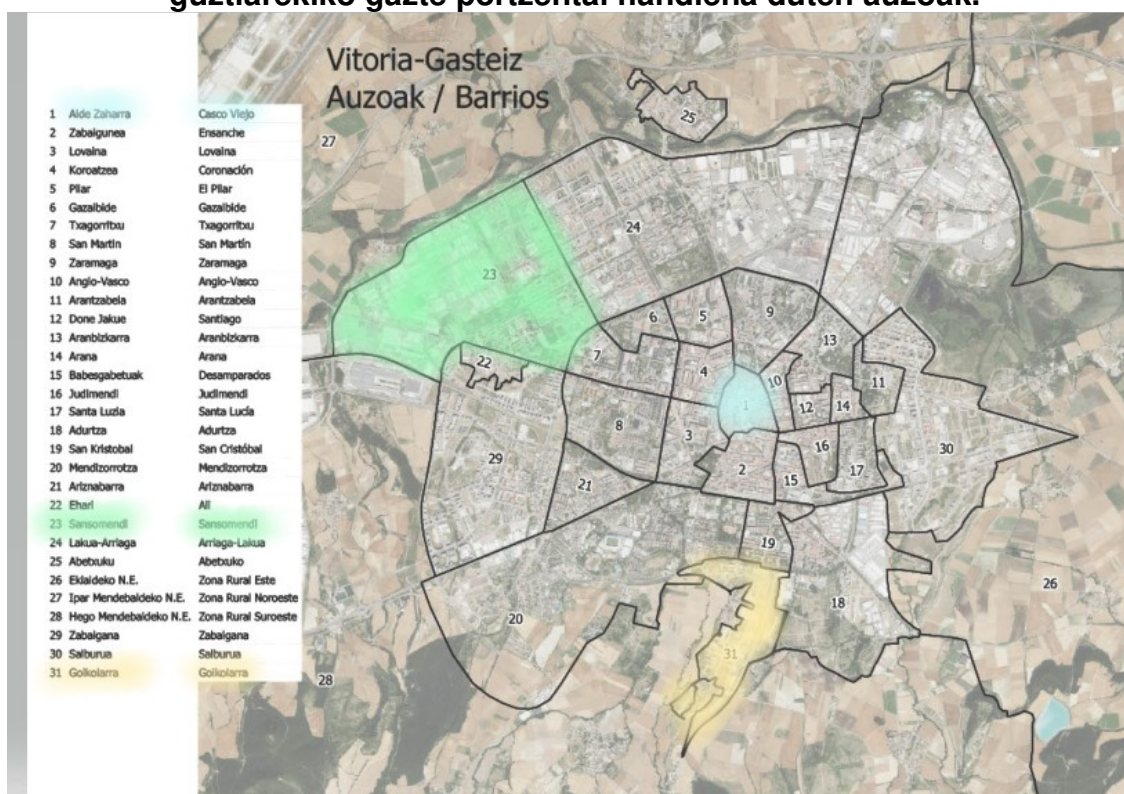 guztiarekiko gazte portzentai handiena duten auzoak.
Vitoria-Gasteiz
Auzoak / Barrios
1 Alde Zaharra Casco Viejo
2 Zabalgunea Ensanche
3 Lovaina Lovaina
4 Koroatzea Coronación
5 Pilar El Pilar
6 Gazalbide Gazalbide
7 Txagorritxu Txagorritxu
8 San Martin San Martín
9 Zaramaga Zaramaga
10 Anglo-Vasco Anglo-Vasco
11 Arantzabela Arantzabela
12 Done Jakue Santiago
13 Aranbizkarra Aranbizkarra
14 Arana Arana
15 Babesgabetuak Desamparados
16 Judimendi Judimendi
17 Santa Luzia Santa Lucía
18 Adurtza Adurtza
19 San Kristobal San Cristóbal
20 Mendizorrotza Mendizorrotza
21 Ariznabarra Ariznabarra
22 Ehari Ali
23 Sansomendi Sansomendi
24 Lakua-Arriaga Arriaga-Lakua
25 Abetxuku Abetxuko
26 Ekialdeko N.E. Zona Rural Este
27 Ipar Mendebaldeko N.E. Zona Rural Noroeste
28 Hego Mendebaldeko N.E. Zona Rural Suroeste
29 Zabalgana Zabalgana
30 Salburua Salburua
31 Goikolarra Goikolarra
25
27
24
23
6
5
9
7
22
4
13
10
11
1
12
14
8
3
16
30
29
2
17
21
15
19
26
18
20
31
28